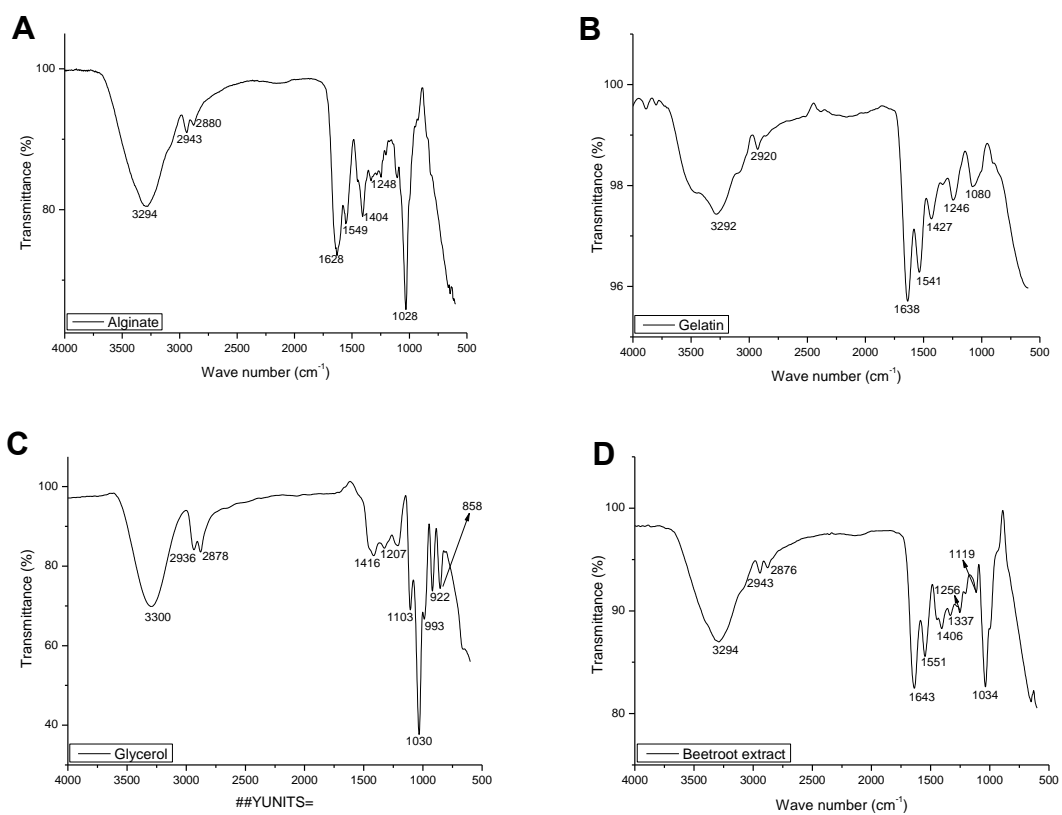 A
Transmittance (%)
100
80
2943
2880
3294
1628
1549
1404
1248
1028
Alginate
4000 3500 3000 2500 2000 1500 1000 500
Wave number (cm-1)
B
Transmittance (%)
100
98
96
2920
3292
1638
1541
1427
1246
1080
Gelatin
4000 3500 3000 2500 2000 1500 1000 500
Wave number (cm-1)
C
Transmittance (%)
100
80
60
40
858
2936
2878
3300
1416
1207
1103
993
922
1030
Glycerol
4000 3500 3000 2500 2000 1500 1000 500
##YUNITS=
D
Transmittance (%)
100
90
80
1119
2943
2876
1256
3294
1337
1406
1551
1643
1034
Beetroot extract
4000 3500 3000 2500 2000 1500 1000 500
Wave number (cm-1)